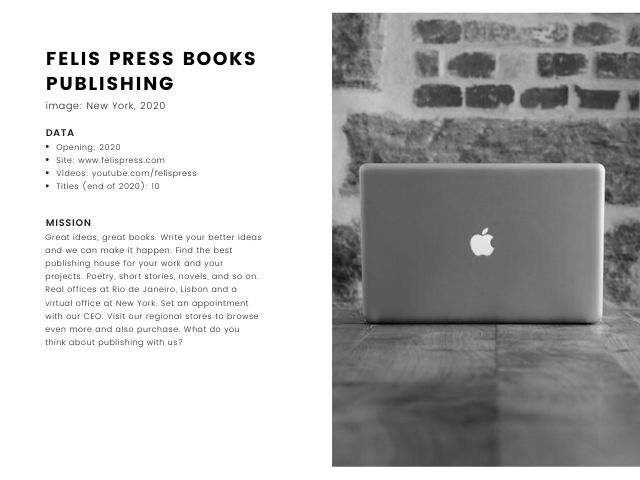 FELIS PRESS BOOKS
PUBLISHING
image: New York, 2020
DATA
• Opening: 2020
• Site: www.felispress.com
• Vídeos: youtube.com/felispress
• Titles (end of 2020): 10
MISSION
Great ideas, great books. Write your better ideas
and we can make it happen. Find the best
publishing house for your work and your
projects. Poetry, short stories, novels, and so on.
Real offices at Rio de Janeiro, Lisbon and a
virtual office at New York. Set an appointment
with our CEO. Visit our regional stores to browse
even more and also purchase. What do you
think about publishing with us?